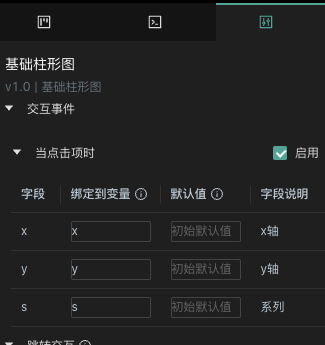 基础柱形图
v1.0 | 基础柱形图
交互事件
当点击项时 启用
字段 绑定到变量 默认值 字段说明
x x 初始默认值 x轴
y y 初始默认值 y轴
s s 初始默认值 系列
跳转交互